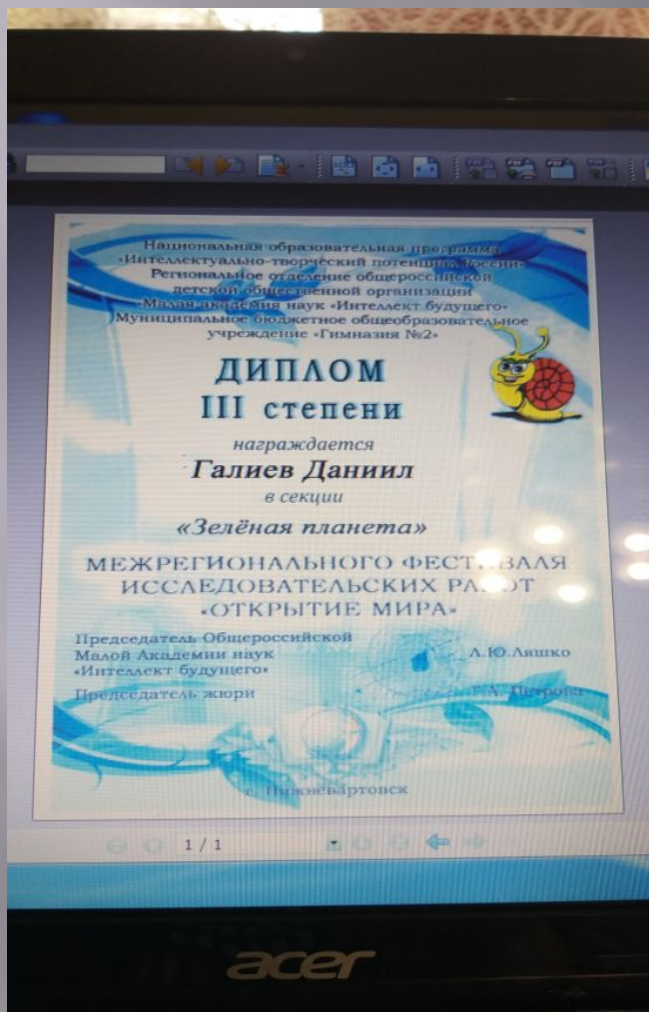 Национальная образовательная программа
«Интеллектуально-творческий потенциал России»
Региональное отделение общероссийской
детской общественной организации
«Малая академия наук «Интеллект будущего»
Муниципальное бюджетное общеобразовательное
учреждение «Гимназия №2»
ДИПЛОМ
III степени
награждается
Галиев Даниил
в секции
«Зелёная планета»
МЕЖРЕГИОНАЛЬНОГО ФЕСТИВАЛЯ
ИССЛЕДОВАТЕЛЬСКИХ РАБОТ
«ОТКРЫТИЕ МИРА»
Председатель Общероссийской
Малой Академии наук Л.Ю.Ляшко
«Интеллект будущего»
Председатель жюри Петрова
г. Нижневартовск
1 / 1
acer